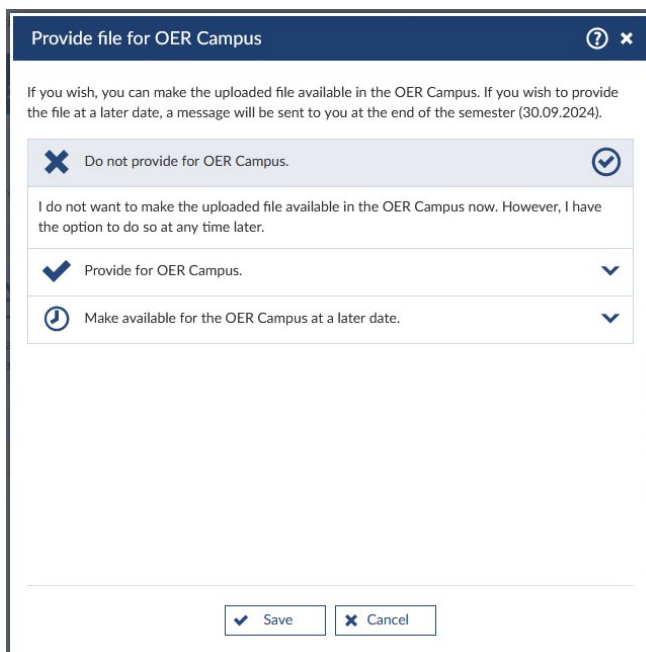 Provide file for OER Campus
If you wish, you can make the uploaded file available in the OER Campus. If you wish to provide
the file at a later date, a message will be sent to you at the end of the semester (30.09.2024).
Do not provide for OER Campus.
I do not want to make the uploaded file available in the OER Campus now. However, I have
the option to do so at any time later.
Provide for OER Campus.
Make available for the OER Campus at a later date.
Save
Cancel